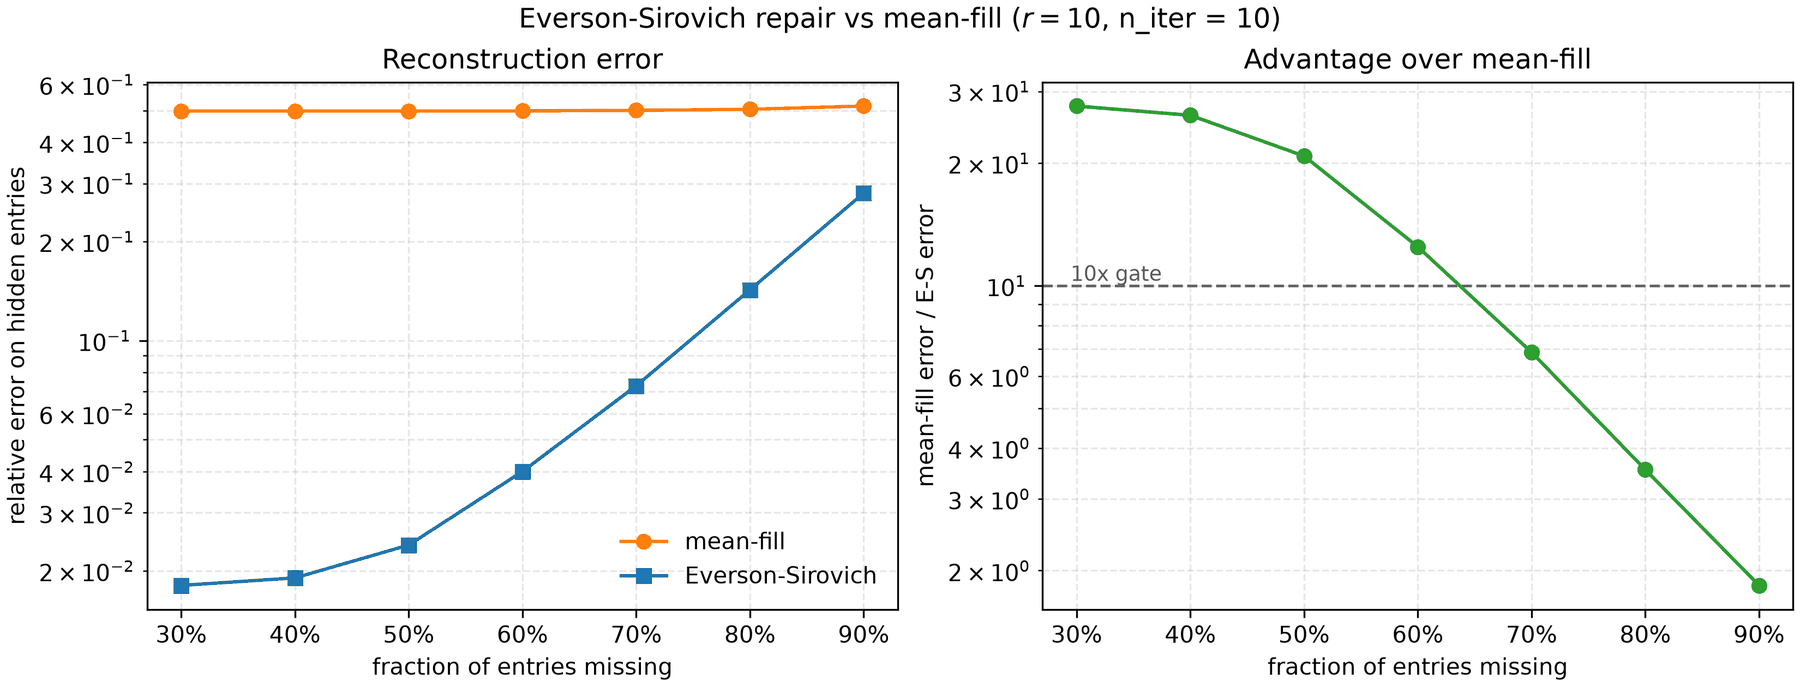 Everson-Sirovich repair vs mean-fill (r = 10, n_iter = 10)
Reconstruction error
relative error on hidden entries
6 × 10⁻¹
4 × 10⁻¹
3 × 10⁻¹
2 × 10⁻¹
10⁻¹
6 × 10⁻²
4 × 10⁻²
3 × 10⁻²
2 × 10⁻²
mean-fill
Everson-Sirovich
30% 40% 50% 60% 70% 80% 90%
fraction of entries missing
Advantage over mean-fill
mean-fill error / E-S error
3 × 10¹
2 × 10¹
10x gate
10¹
6 × 10⁰
4 × 10⁰
3 × 10⁰
2 × 10⁰
30% 40% 50% 60% 70% 80% 90%
fraction of entries missing